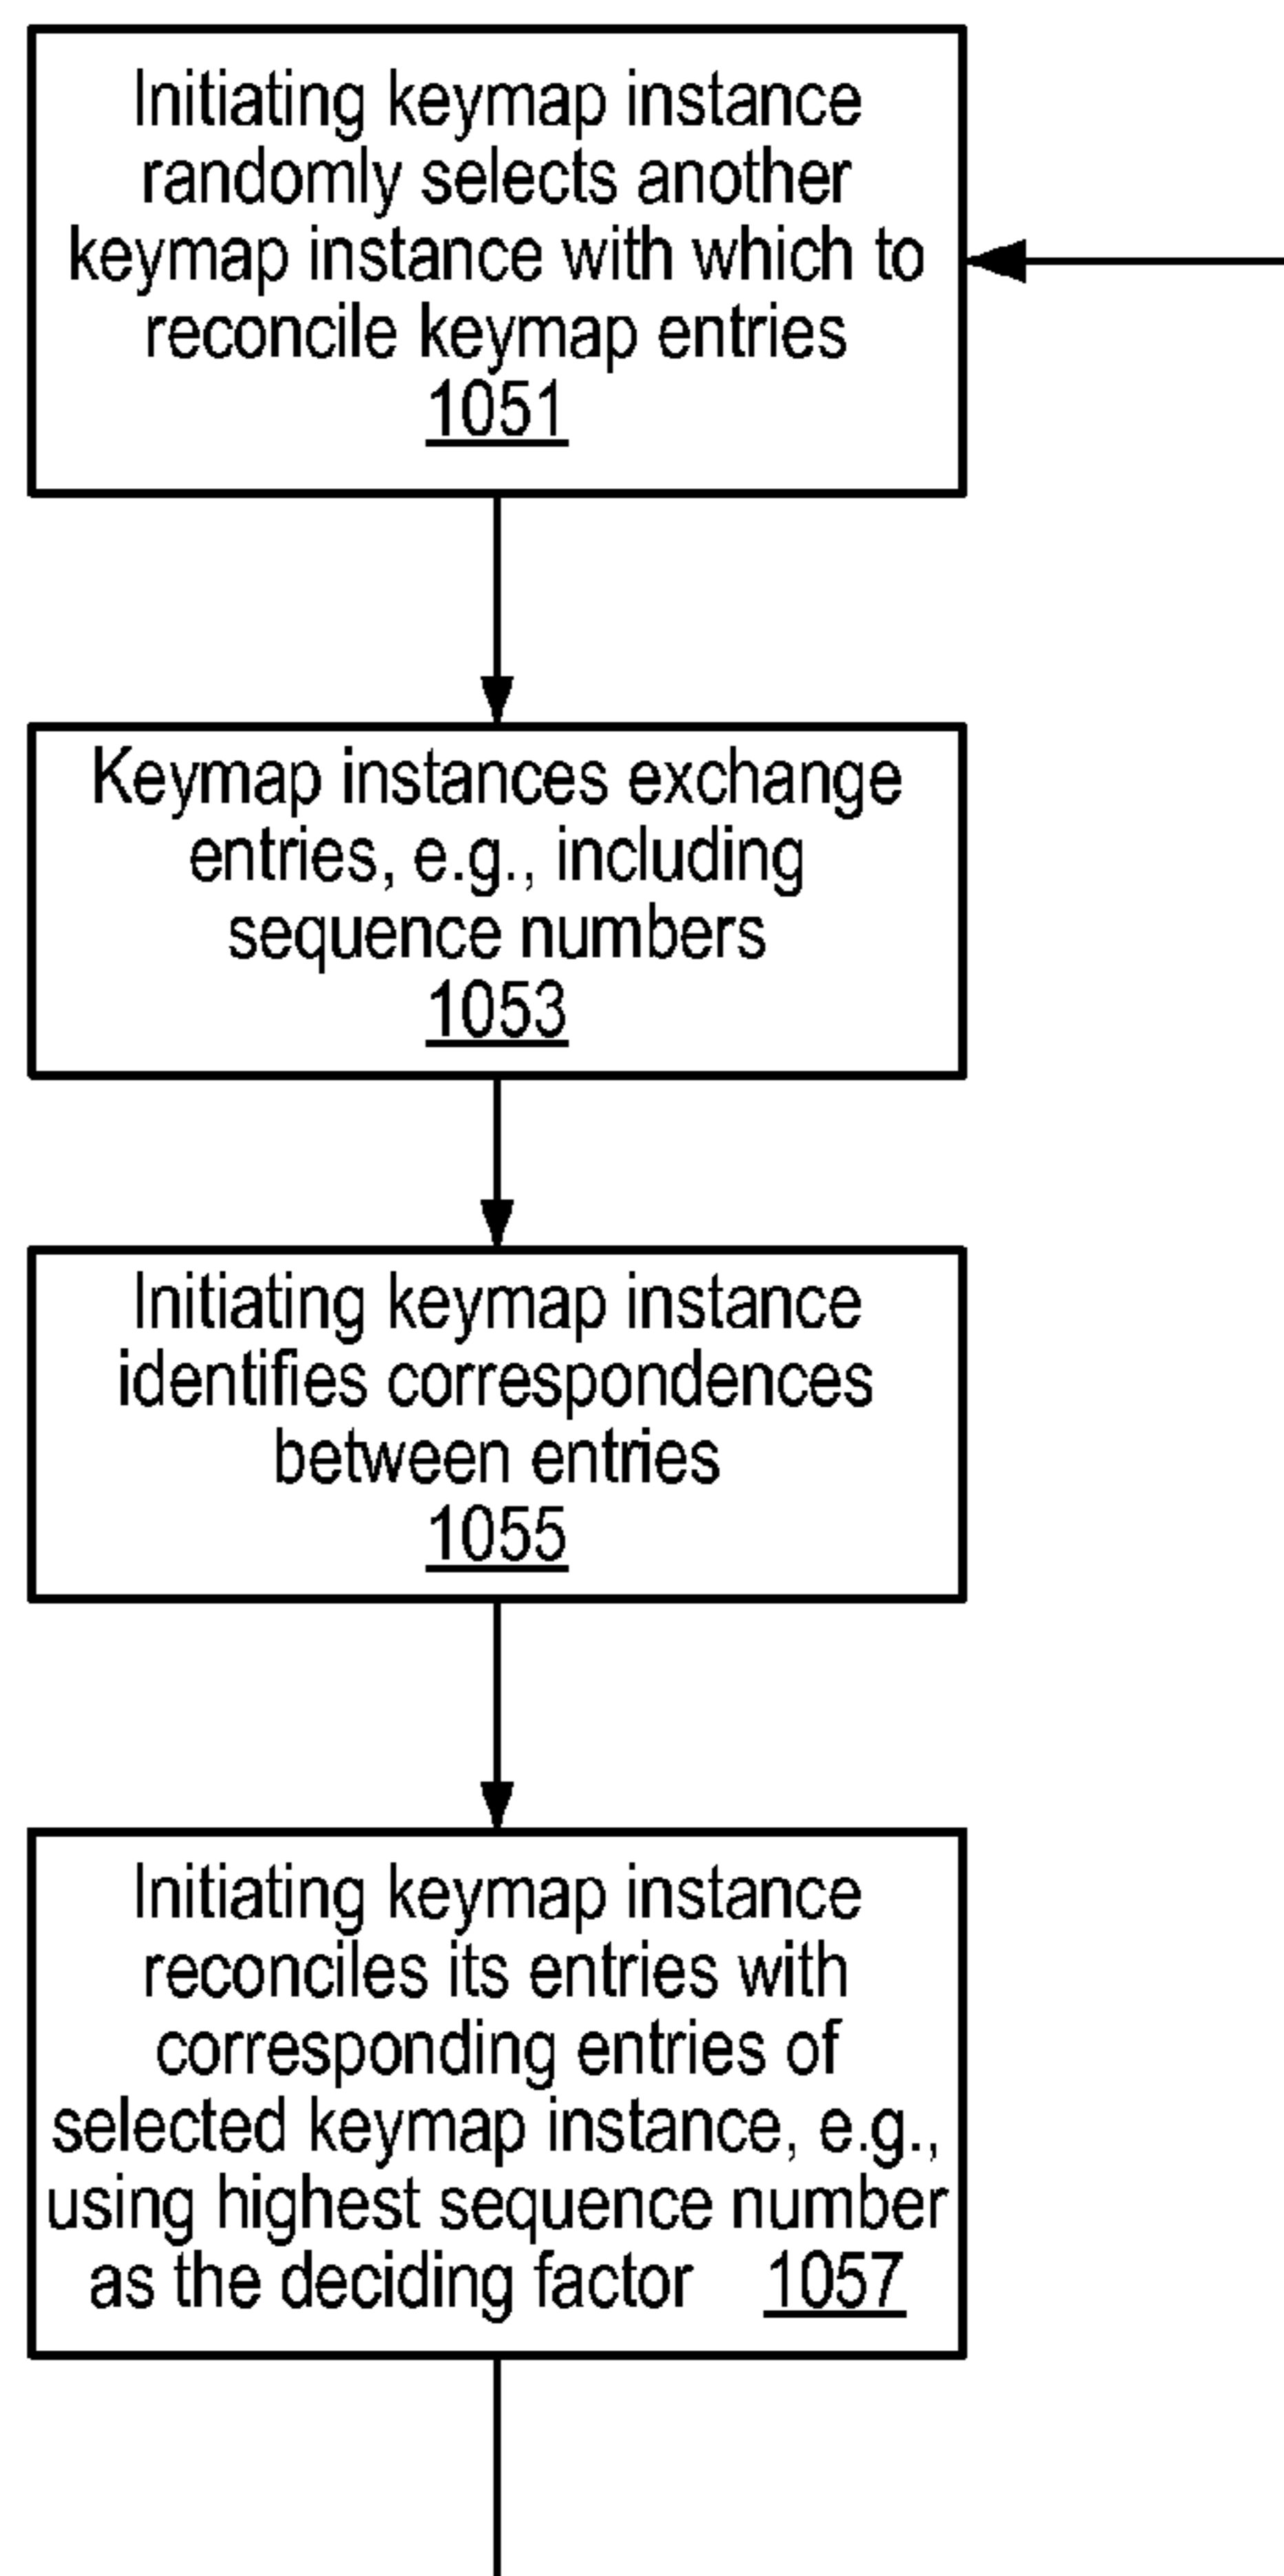 Initiating keymap instance
randomly selects another
keymap instance with which to
reconcile keymap entries
1051
Keymap instances exchange
entries, e.g., including
sequence numbers
1053
Initiating keymap instance
identifies correspondences
between entries
1055
Initiating keymap instance
reconciles its entries with
corresponding entries of
selected keymap instance, e.g.,
using highest sequence number
as the deciding factor 1057